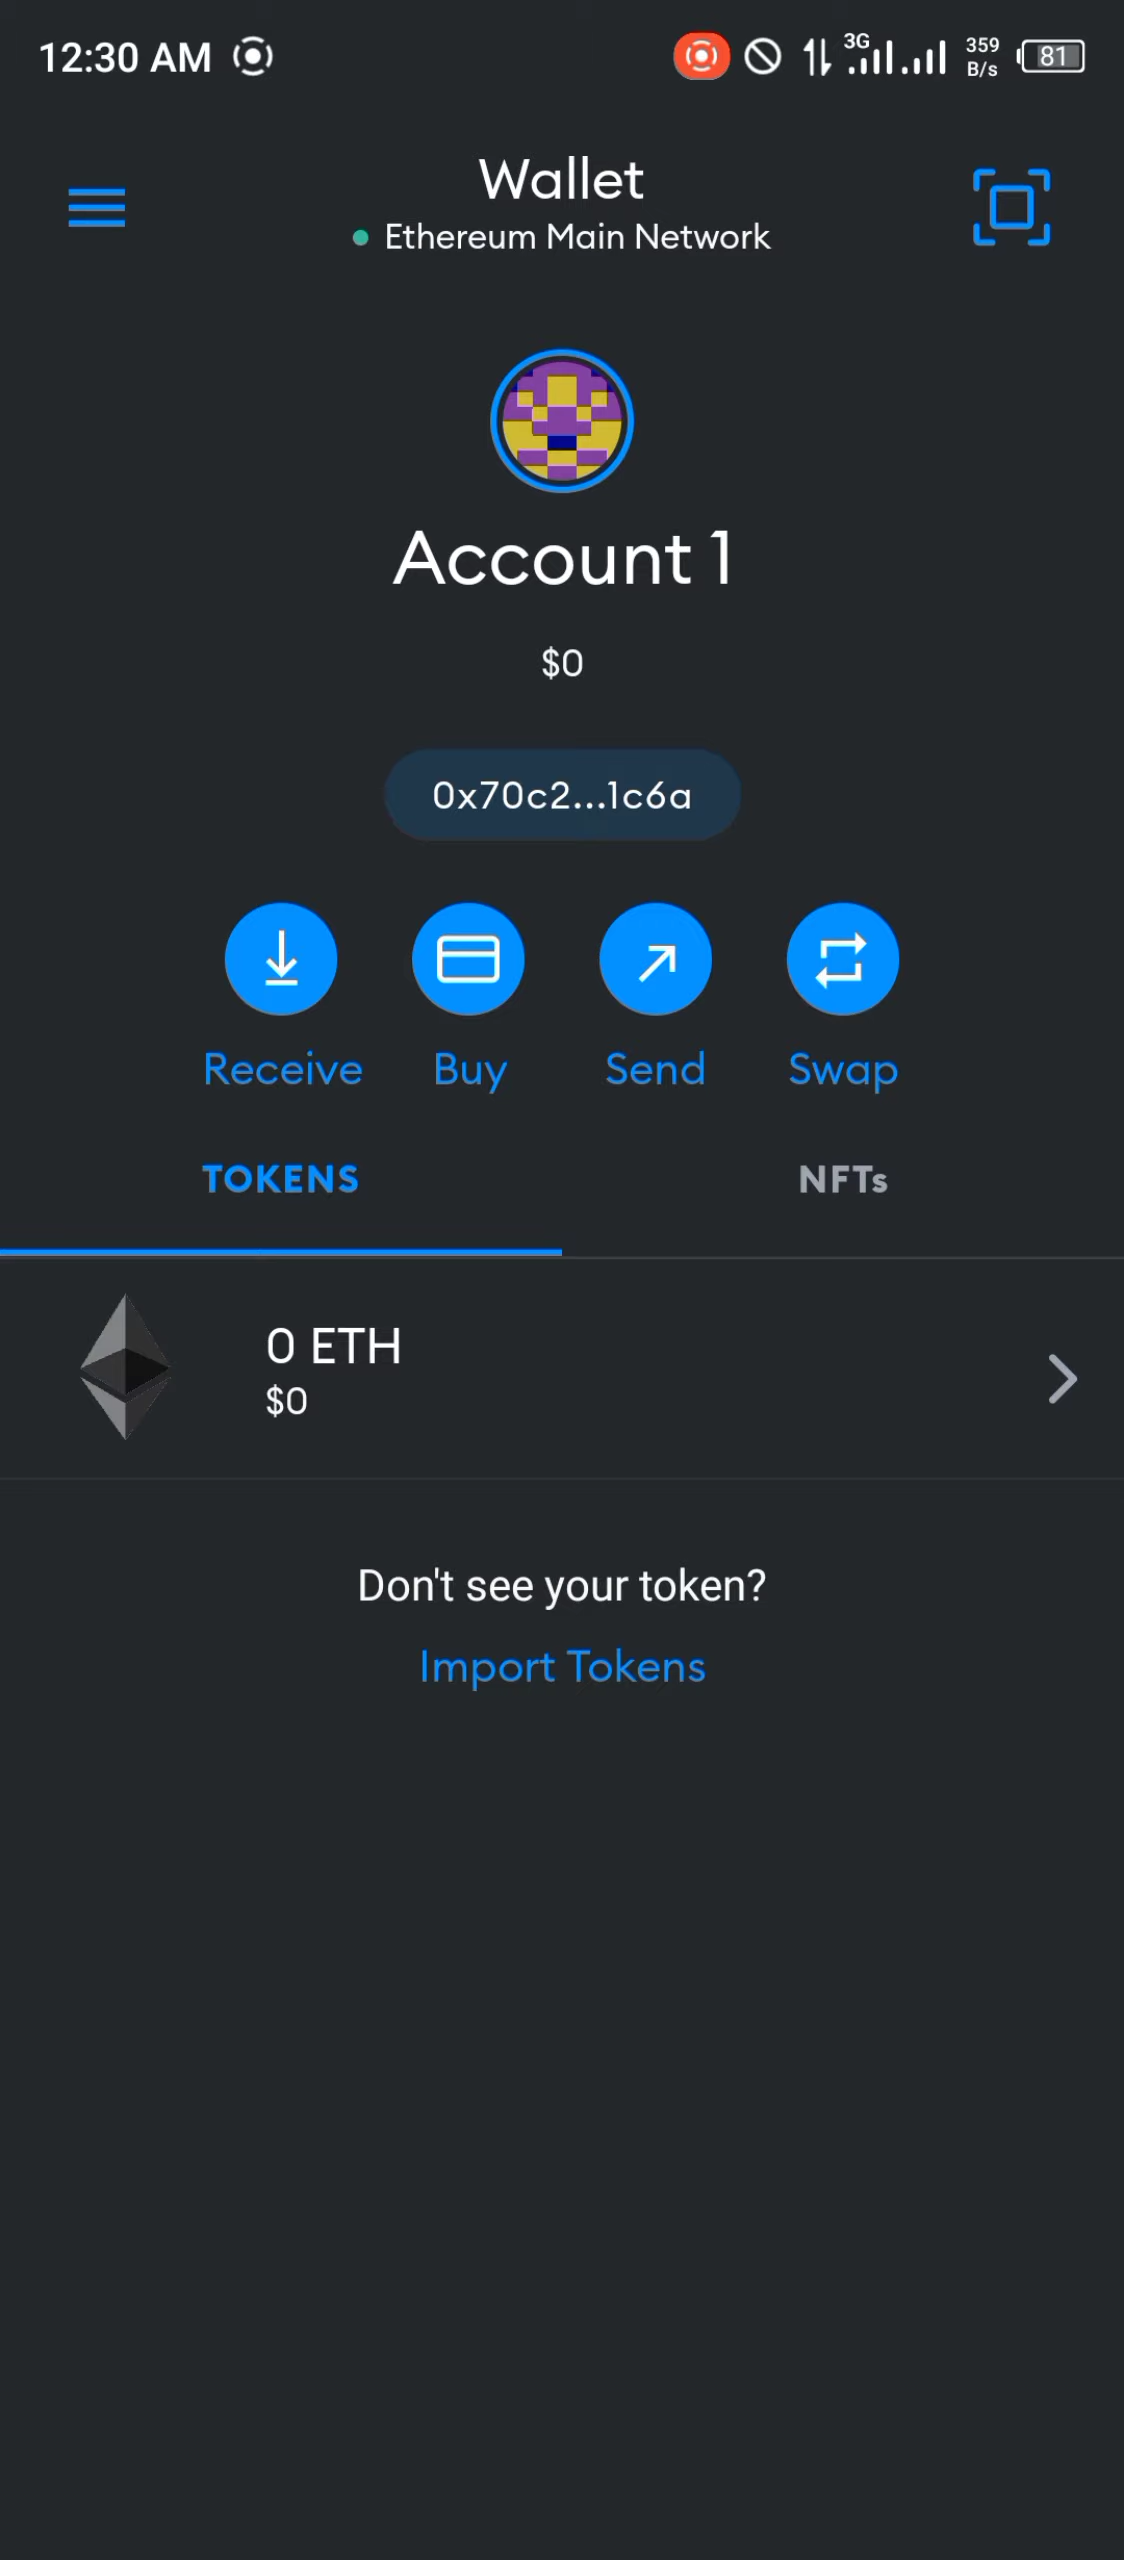 12:30 AM
3G
359
B/s
81
Wallet
Ethereum Main Network
Account 1
$0
0x70c2...1c6a
Receive
Buy
Send
Swap
TOKENS
NFTs
0 ETH
$0
Don't see your token?
Import Tokens